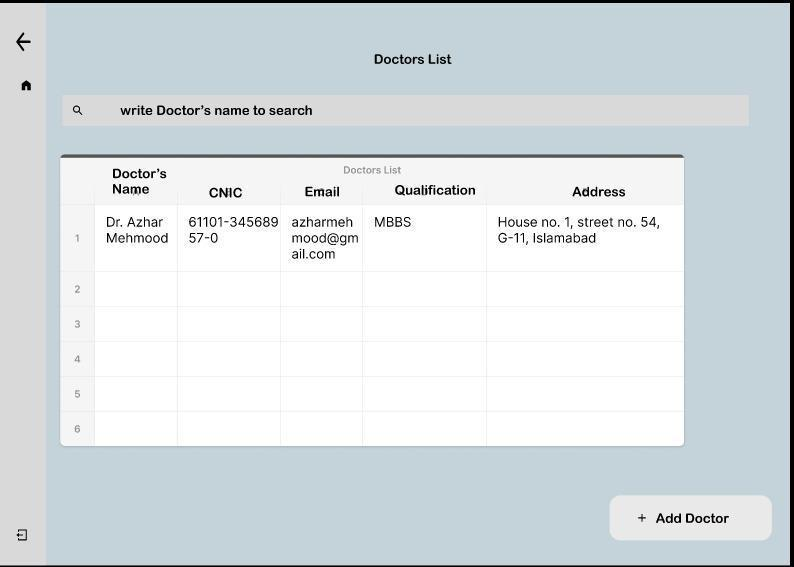 Doctors List
write Doctor's name to search
Doctors List
Doctor's
Name
CNIC
Email
Qualification
Address
1
Dr. Azhar
Mehmood
61101-345689
57-0
azharmeh
mood@gm
ail.com
MBBS
House no. 1, street no. 54,
G-11, Islamabad
2
3
4
5
6
+ Add Doctor